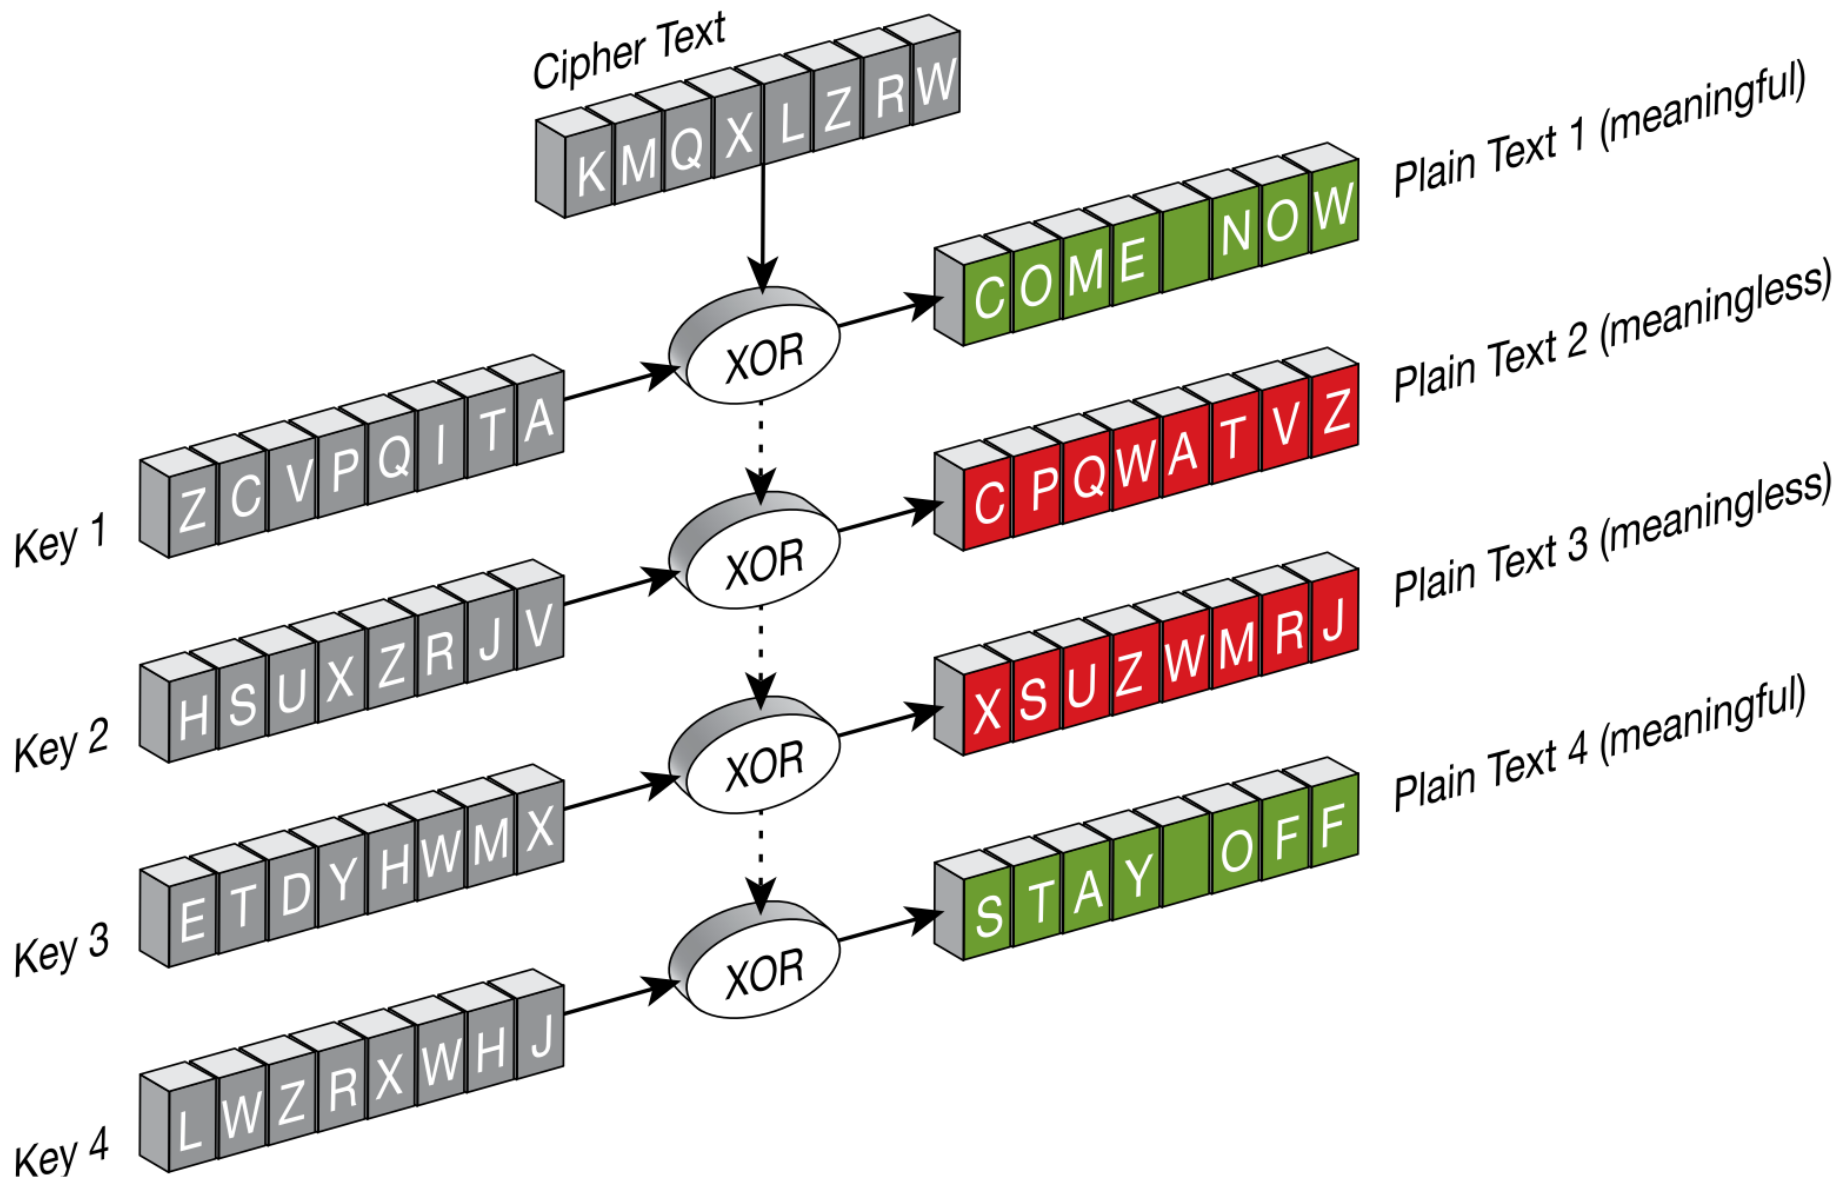 Cipher Text
KMQXLZRW
Plain Text 1 (meaningful)
COME NOW
XOR
Key 1
ZCVPQITA
Plain Text 2 (meaningless)
CPQWATVZ
XOR
Key 2
HSUXZRJV
Plain Text 3 (meaningless)
XSUZWMRJ
XOR
Key 3
ETDYHWMX
Plain Text 4 (meaningful)
STAY OFF
XOR
Key 4
LWZRXWHJ